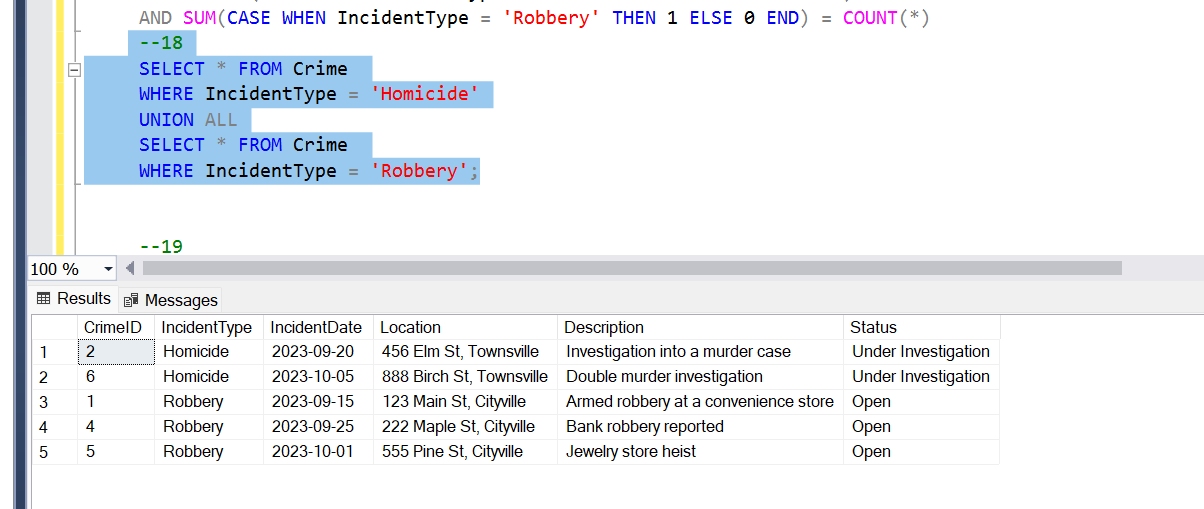 AND SUM(CASE WHEN IncidentType = 'Robbery' THEN 1 ELSE 0 END) = COUNT(*)
--18
SELECT * FROM Crime
WHERE IncidentType = 'Homicide'
UNION ALL
SELECT * FROM Crime
WHERE IncidentType = 'Robbery';
--19
100 %
Results Messages
CrimeID IncidentType IncidentDate Location Description Status
1 2 Homicide 2023-09-20 456 Elm St, Townsville Investigation into a murder case Under Investigation
2 6 Homicide 2023-10-05 888 Birch St, Townsville Double murder investigation Under Investigation
3 1 Robbery 2023-09-15 123 Main St, Cityville Armed robbery at a convenience store Open
4 4 Robbery 2023-09-25 222 Maple St, Cityville Bank robbery reported Open
5 5 Robbery 2023-10-01 555 Pine St, Cityville Jewelry store heist Open